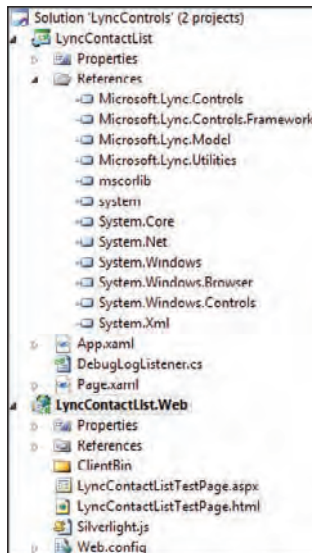 Solution 'LyncControls' (2 projects)
LyncContactList
Properties
References
Microsoft.Lync.Controls
Microsoft.Lync.Controls.Framework
Microsoft.Lync.Model
Microsoft.Lync.Utilities
mscorlib
system
System.Core
System.Net
System.Windows
System.Windows.Browser
System.Windows.Controls
System.Xml
App.xaml
DebugLogListener.cs
Page.xaml
LyncContactList.Web
Properties
References
ClientBin
LyncContactListTestPage.aspx
LyncContactListTestPage.html
Silverlight.js
Web.config